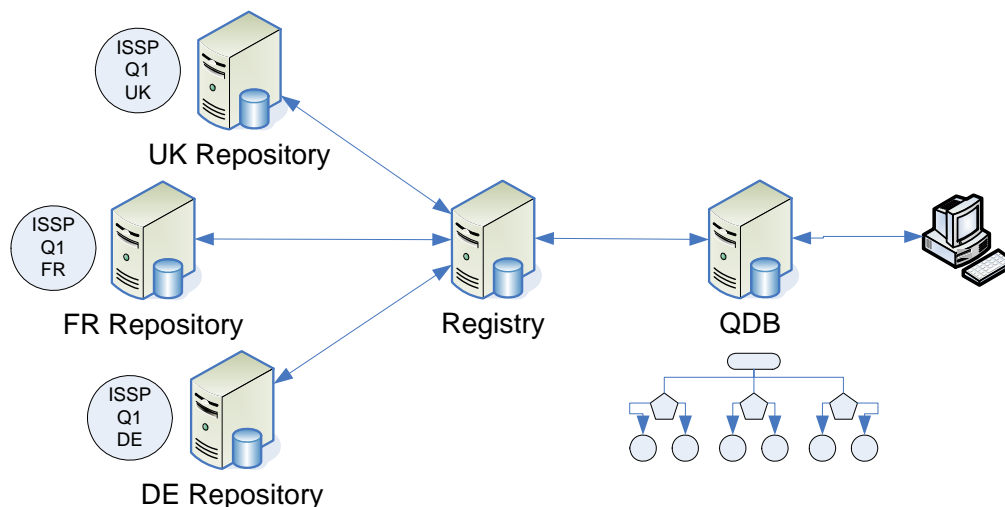 ISSP
Q1
UK
UK Repository
ISSP
Q1
FR
FR Repository
Registry
QDB
ISSP
Q1
DE
DE Repository